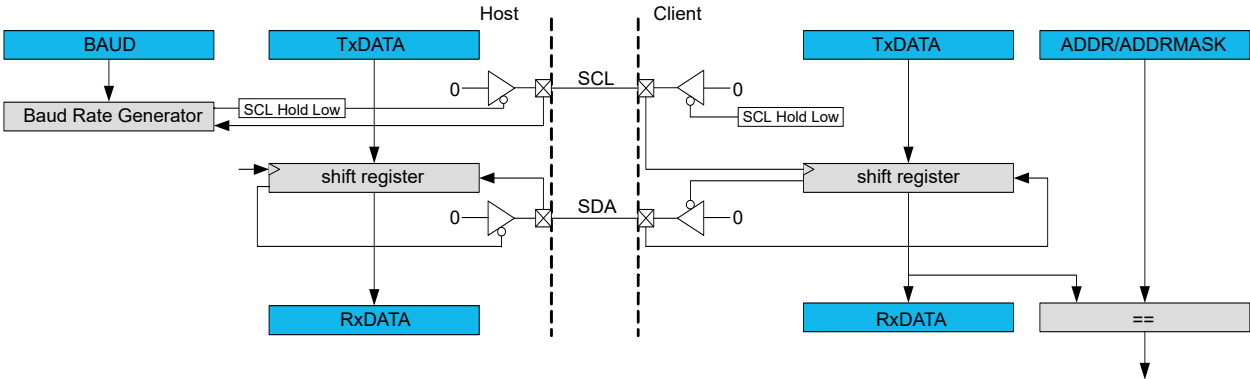 Host
Client
BAUD
TxDATA
TxDATA
ADDR/ADDRMASK
0
SCL
0
Baud Rate Generator
SCL Hold Low
SCL Hold Low
shift register
shift register
0
SDA
0
RxDATA
RxDATA
==